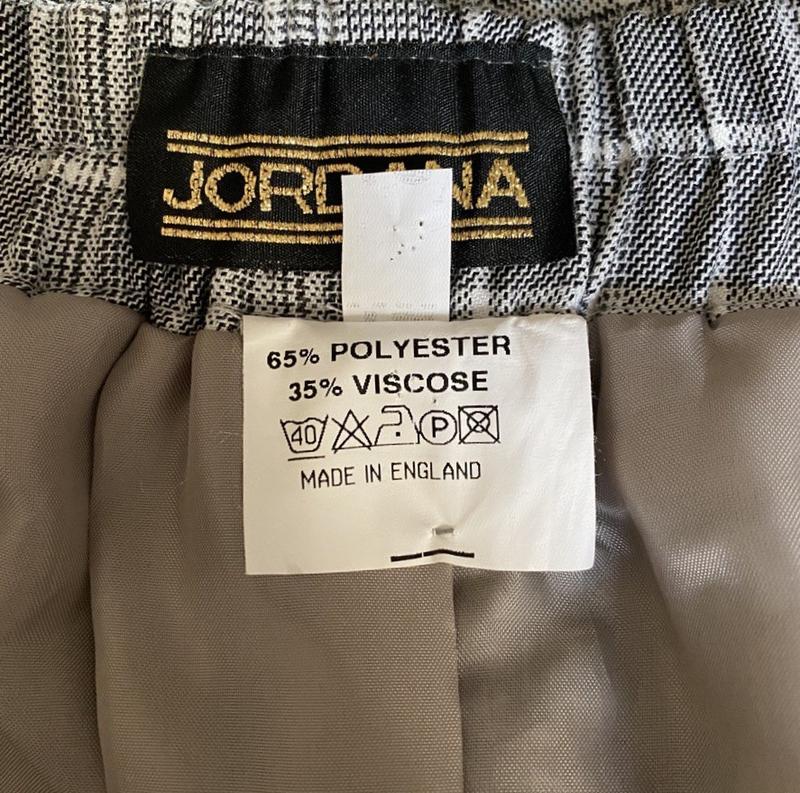 JORDANA
65% POLYESTER
35% VISCOSE
40 P
MADE IN ENGLAND